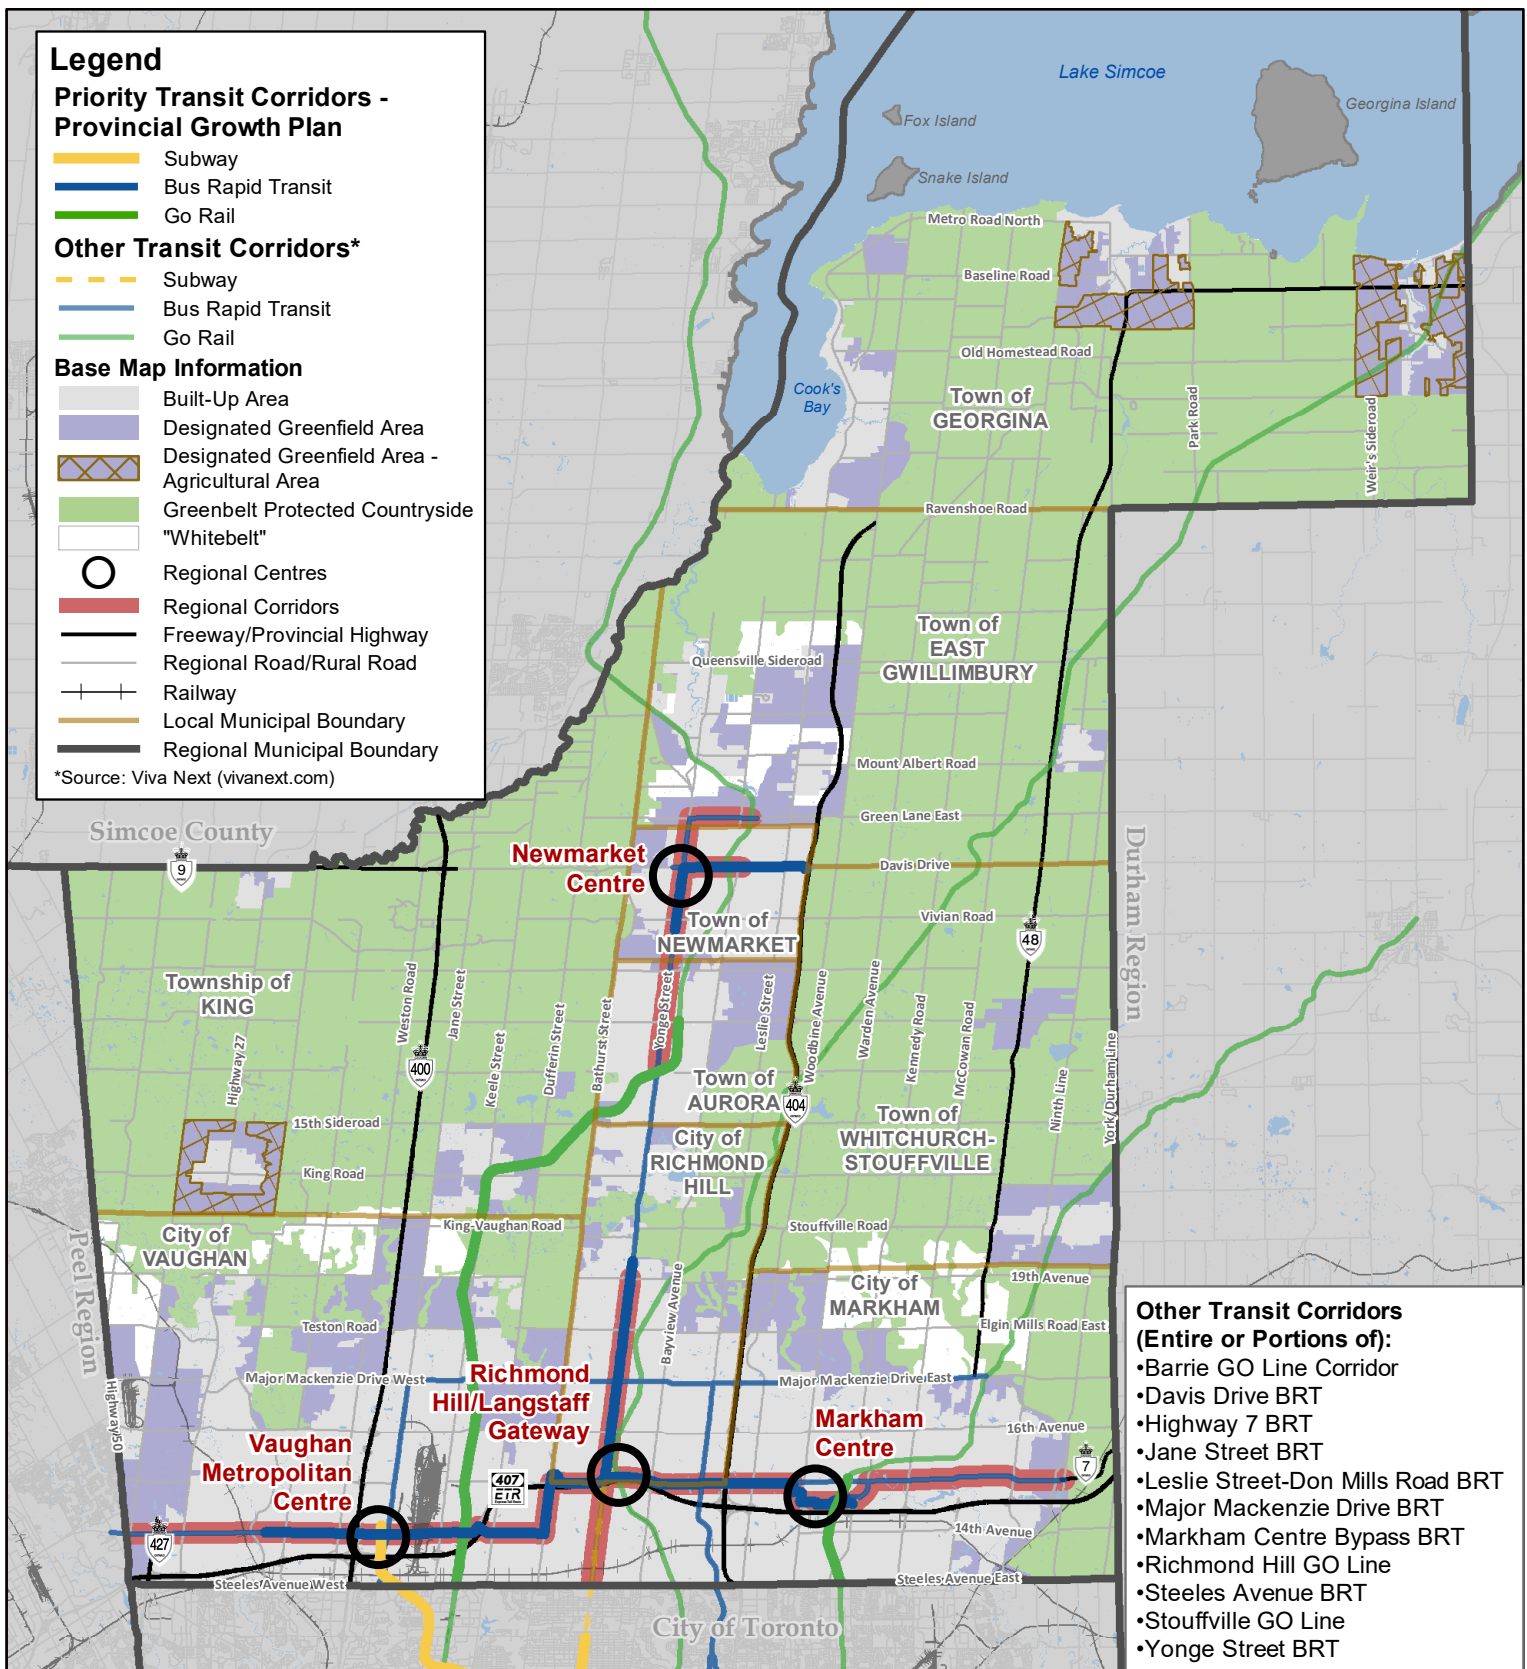 Legend
Priority Transit Corridors -
Provincial Growth Plan
Subway
Bus Rapid Transit
Go Rail
Other Transit Corridors*
Subway
Bus Rapid Transit
Go Rail
Base Map Information
Built-Up Area
Designated Greenfield Area
Designated Greenfield Area -
Agricultural Area
Greenbelt Protected Countryside
"Whitebelt"
Regional Centres
Regional Corridors
Freeway/Provincial Highway
Regional Road/Rural Road
Railway
Local Municipal Boundary
Regional Municipal Boundary
*Source: Viva Next (vivanext.com)
Lake Simcoe
Georgina Island
Fox Island
Snake Island
Metro Road North
Baseline Road
Old Homestead Road
Cook's
Bay
Town of
GEORGINA
Park Road
Weir's Sideroad
Ravenshoe Road
Town of
EAST
GWILLIMBURY
Queensville Sideroad
Mount Albert Road
Green Lane East
Simcoe County
9
Newmarket
Centre
Davis Drive
Durham Region
Town of
NEWMARKET
Vivian Road
48
Township of
KING
Weston Road
Jane Street
Keele Street
Dufferin Street
Bathurst Street
Yonge Street
Leslie Street
Woodbine Avenue
Warden Avenue
Kennedy Road
McCowan Road
Ninth Line
York/Durham Line
Highway 27
400
404
Town of
AURORA
15th Sideroad
King Road
City of
RICHMOND
HILL
Town of
WHITCHURCH-
STOUFFVILLE
King-Vaughan Road
Stouffville Road
City of
VAUGHAN
Peel Region
Bayview Avenue
19th Avenue
City of
MARKHAM
Teston Road
Elgin Mills Road East
Major Mackenzie Drive West
Major Mackenzie Drive East
Richmond
Hill/Langstaff
Gateway
Highway 50
Markham
Centre
16th Avenue
Vaughan
Metropolitan
Centre
407
ETR
7
427
14th Avenue
Steeles Avenue West
Steeles Avenue East
City of Toronto
Other Transit Corridors
(Entire or Portions of):
•Barrie GO Line Corridor
•Davis Drive BRT
•Highway 7 BRT
•Jane Street BRT
•Leslie Street-Don Mills Road BRT
•Major Mackenzie Drive BRT
•Markham Centre Bypass BRT
•Richmond Hill GO Line
•Steeles Avenue BRT
•Stouffville GO Line
•Yonge Street BRT